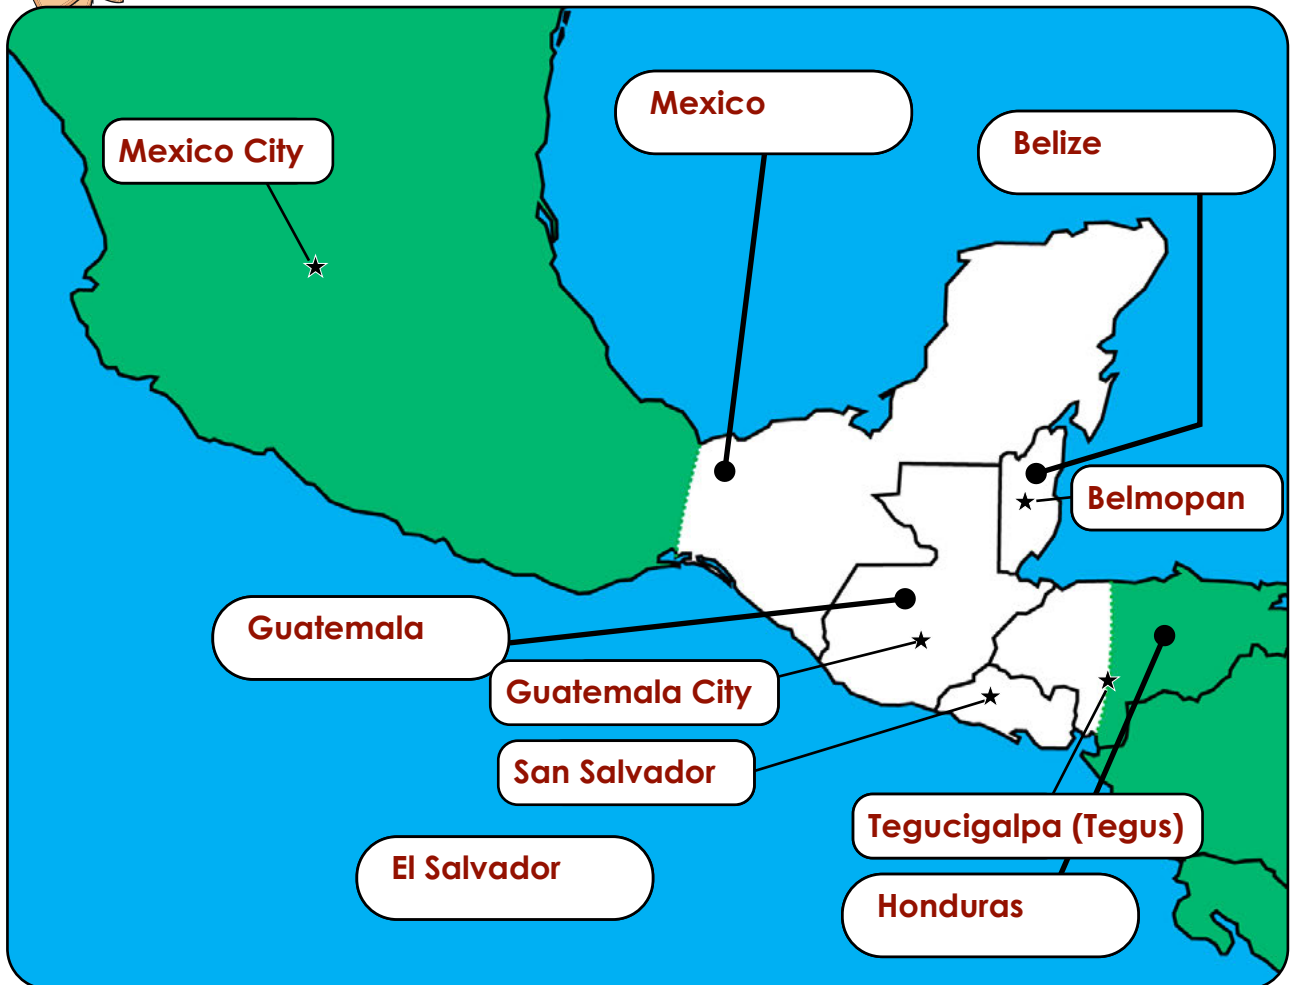 Mexico
Belize
Mexico City
Belmopan
Guatemala
Guatemala City
San Salvador
Tegucigalpa (Tegus)
El Salvador
Honduras